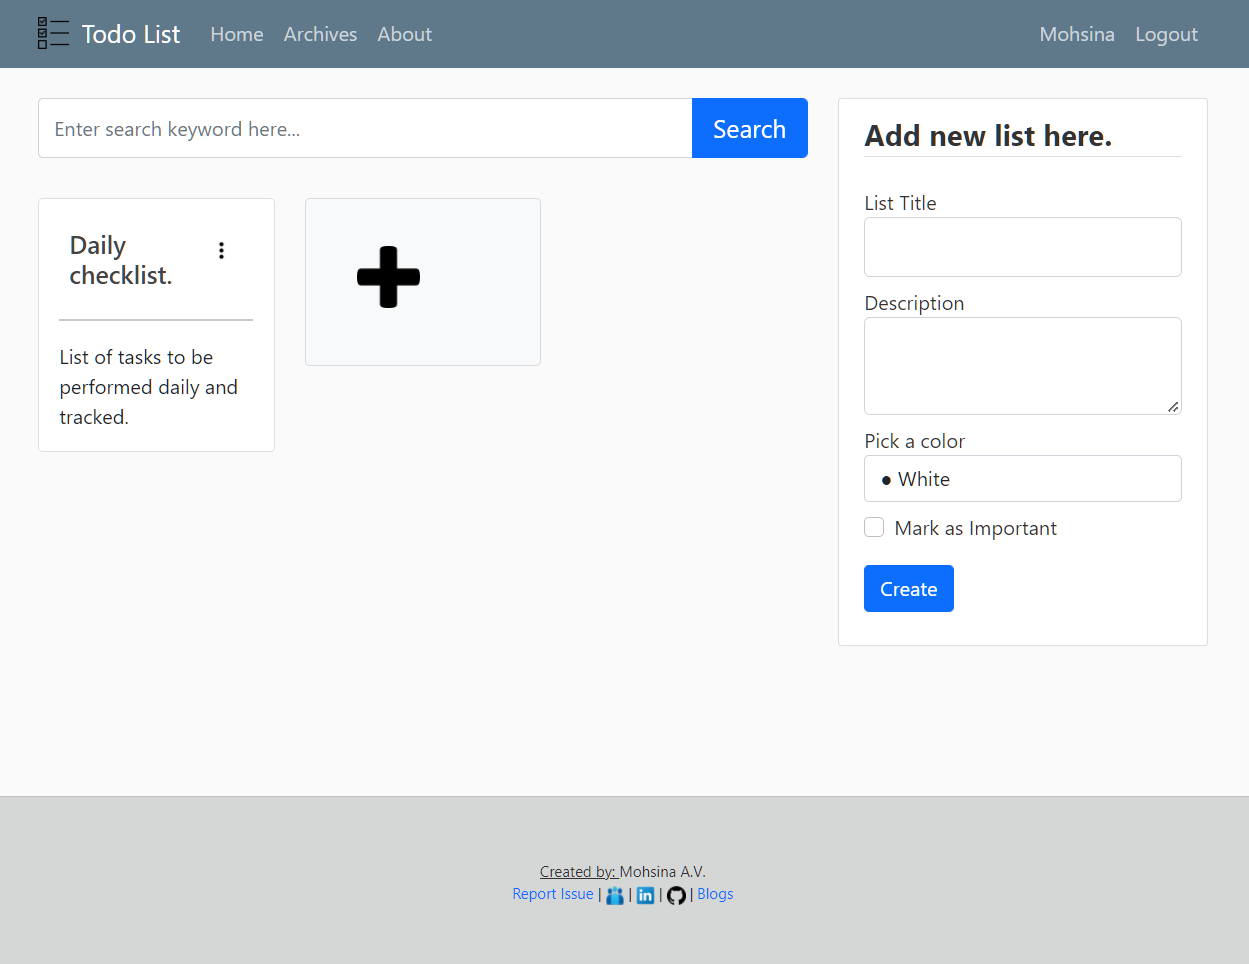 Todo List Home Archives About Mohsina Logout
Enter search keyword here... Search
Daily
checklist.
List of tasks to be
performed daily and
tracked.
Add new list here.
List Title
Description
Pick a color
● White
Mark as Important
Create
Created by: Mohsina A.V.
Report Issue | | in | | Blogs